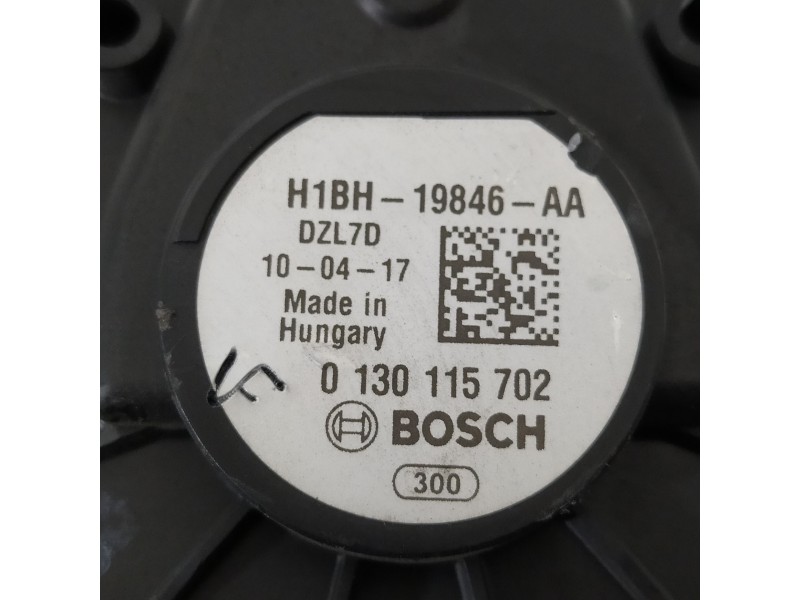 H1BH-19846-AA
DZL7D
10-04-17
Made in
Hungary
0 130 115 702
BOSCH
300